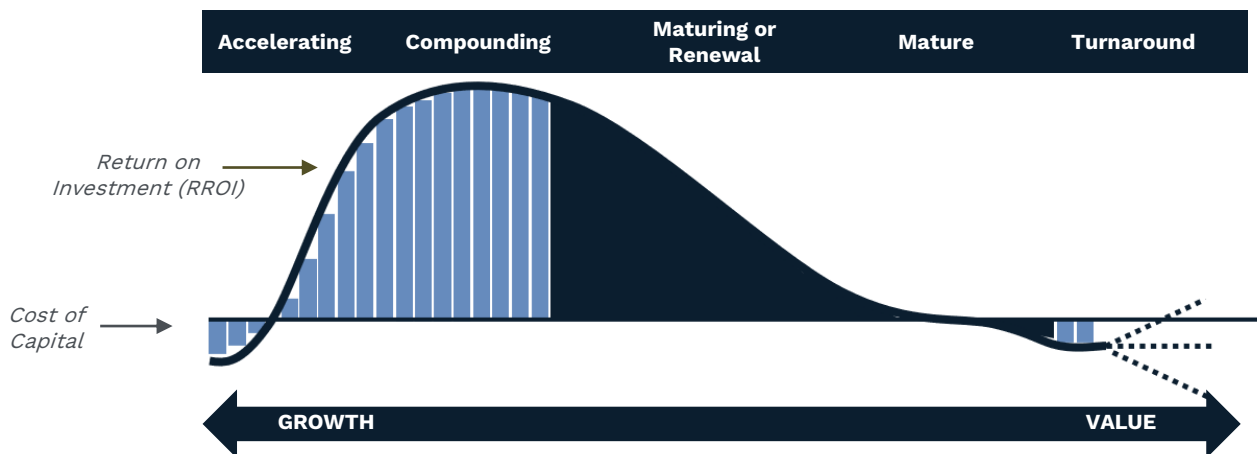 Accelerating
Compounding
Maturing or
Renewal
Mature
Turnaround
Return on
Investment (RROI)
Cost of
Capital
GROWTH
VALUE